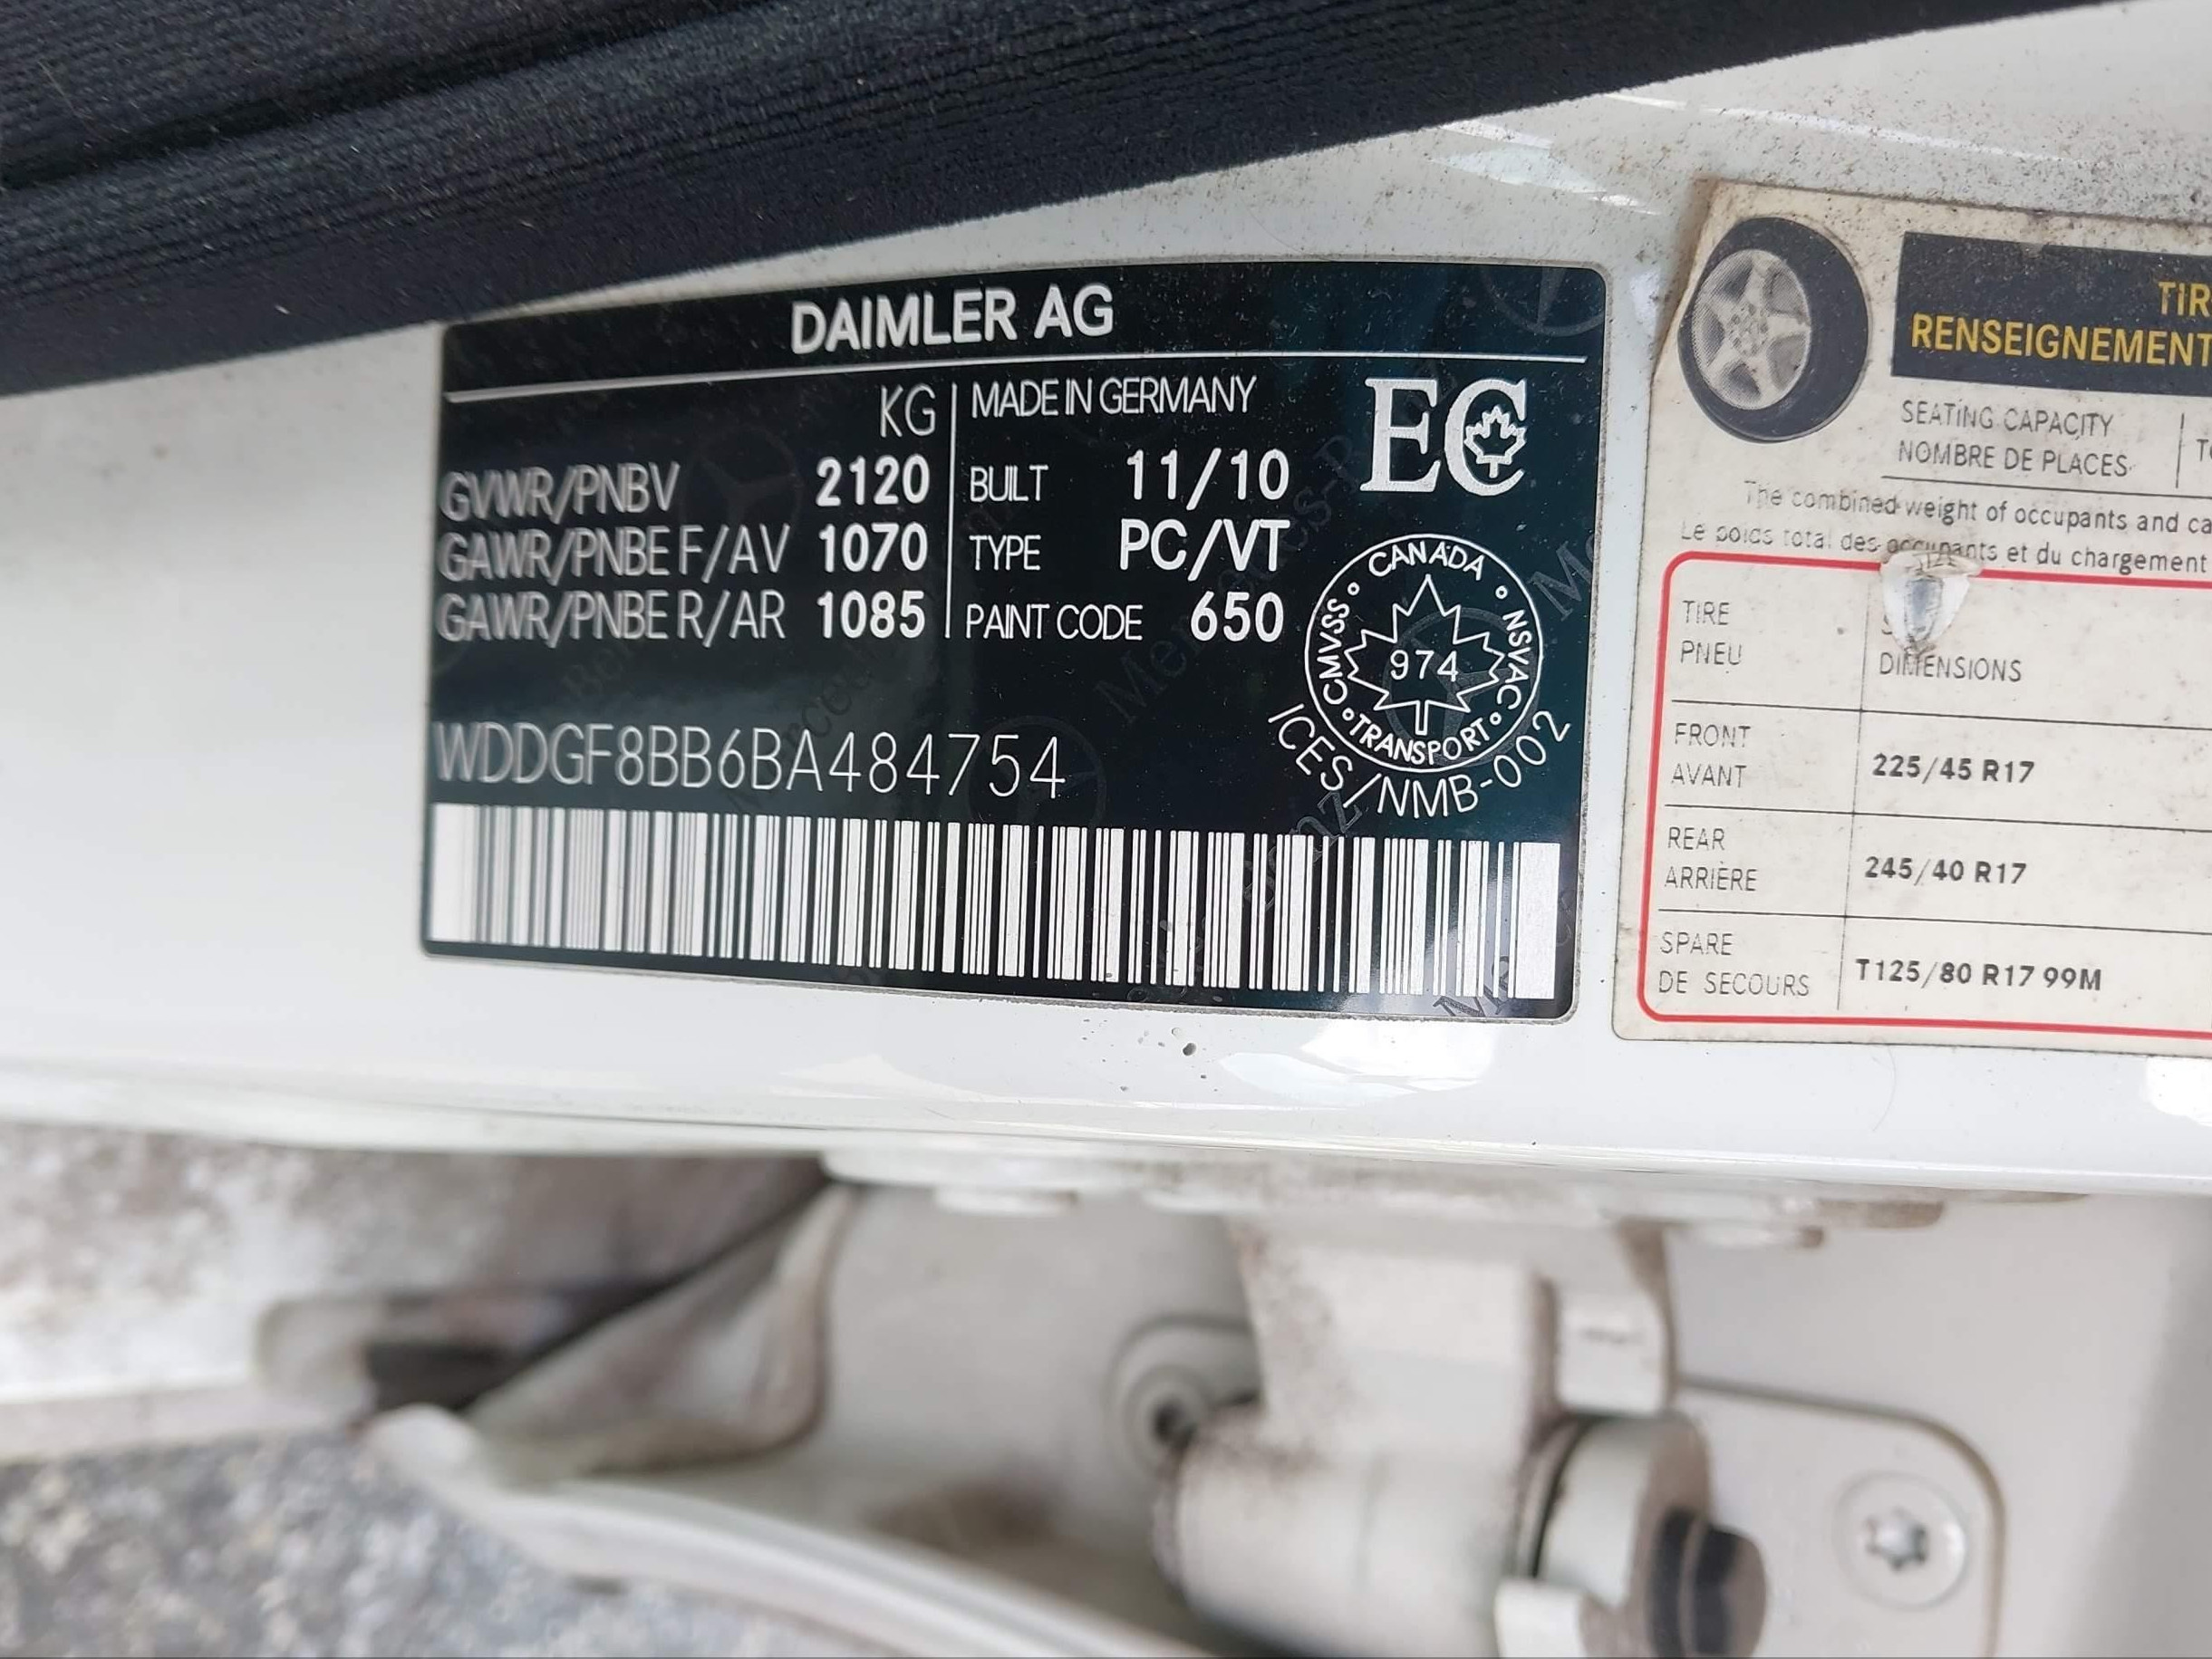 DAIMLER AG
KG
GVWR/PNBV 2120
GAWR/PNBE F/AV 1070
GAWR/PNBE R/AR 1085
MADE IN GERMANY
BUILT 11/10
TYPE PC/VT
PAINT CODE 650
EC
CANADA
CMVSS
NSVAC
974
TRANSPORT
ICES/NMB-002
WDDGF8BB6BA484754
TIR
RENSEIGNEMENT
SEATING CAPACITY
NOMBRE DE PLACES
The combined weight of occupants and ca
Le poids total des occupants et du chargement
TIRE
PNEU
DIMENSIONS
FRONT
AVANT
225/45 R17
REAR
ARRIÈRE
245/40 R17
SPARE
DE SECOURS
T125/80 R17 99M